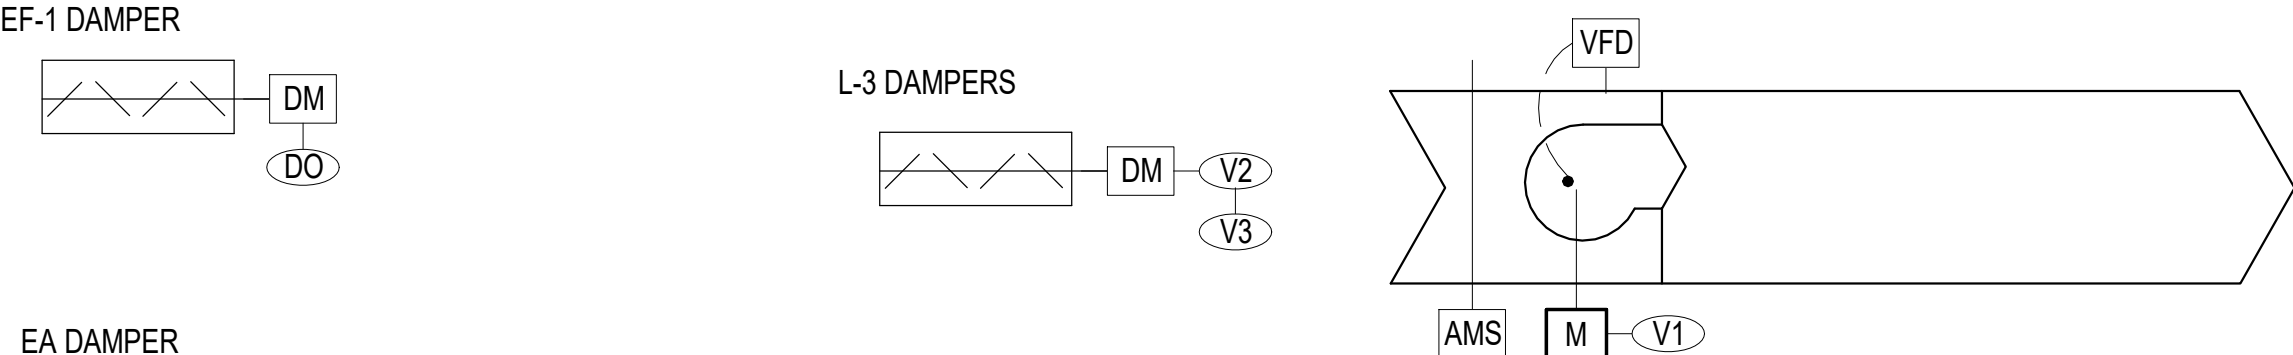 EF-1 DAMPER
DM
DO
L-3 DAMPERS
DM
V2
V3
VFD
AMS
M
V1
EA DAMPER